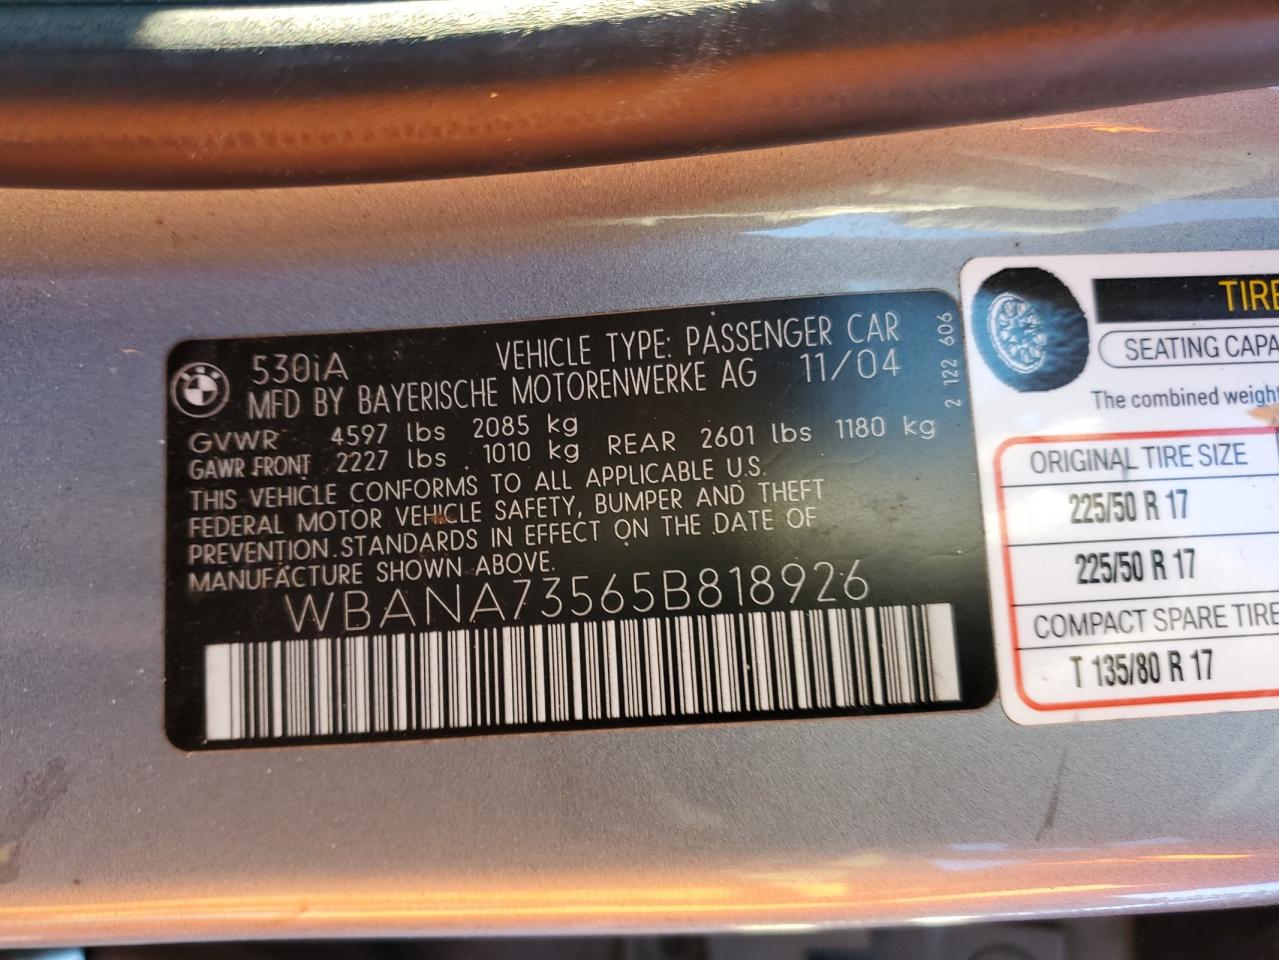 530iA VEHICLE TYPE: PASSENGER CAR
MFD BY BAYERISCHE MOTORENWERKE AG 11/04
GVWR 4597 lbs 2085 kg
GAWR FRONT 2227 lbs 1010 kg REAR 2601 lbs 1180 kg
THIS VEHICLE CONFORMS TO ALL APPLICABLE U.S.
FEDERAL MOTOR VEHICLE SAFETY, BUMPER AND THEFT
PREVENTION STANDARDS IN EFFECT ON THE DATE OF
MANUFACTURE SHOWN ABOVE.
WBANA73565B818926
2 122 606
TIRE
SEATING CAPA
The combined weight
ORIGINAL TIRE SIZE
225/50 R 17
225/50 R 17
COMPACT SPARE TIRE
T 135/80 R 17